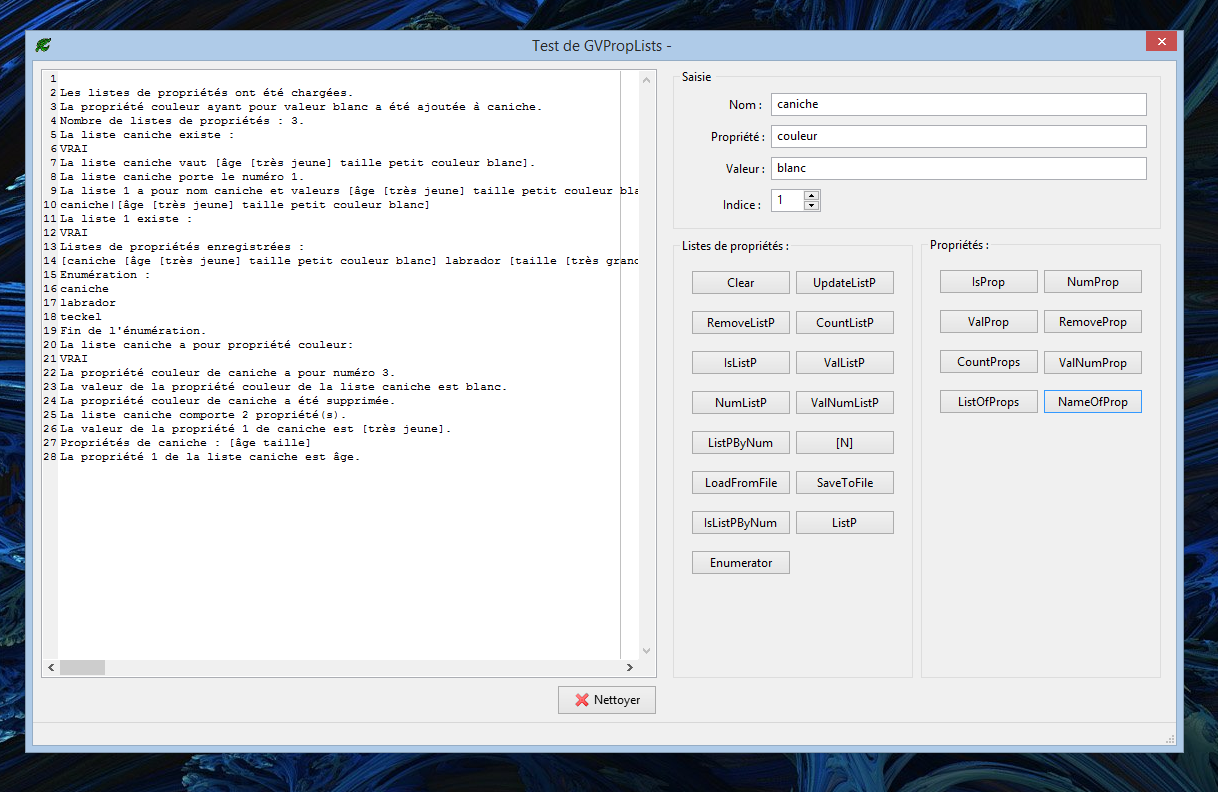 Test de GVPropLists -
1
2 Les listes de propriétés ont été chargées.
3 La propriété couleur ayant pour valeur blanc a été ajoutée à caniche.
4 Nombre de listes de propriétés : 3.
5 La liste caniche existe :
6 VRAI
7 La liste caniche vaut [âge [très jeune] taille petit couleur blanc].
8 La liste caniche porte le numéro 1.
9 La liste 1 a pour nom caniche et valeurs [âge [très jeune] taille petit couleur bla
10 caniche|[âge [très jeune] taille petit couleur blanc]
11 La liste 1 existe :
12 VRAI
13 Listes de propriétés enregistrées :
14 [caniche [âge [très jeune] taille petit couleur blanc] labrador [taille [très grand
15 Enumération :
16 caniche
17 labrador
18 teckel
19 Fin de l'énumération.
20 La liste caniche a pour propriété couleur:
21 VRAI
22 La propriété couleur de caniche a pour numéro 3.
23 La valeur de la propriété couleur de la liste caniche est blanc.
24 La propriété couleur de caniche a été supprimée.
25 La liste caniche comporte 2 propriété(s).
26 La valeur de la propriété 1 de caniche est [très jeune].
27 Propriétés de caniche : [âge taille]
28 La propriété 1 de la liste caniche est âge.
Nettoyer
Saisie
Nom : caniche
Propriété : couleur
Valeur : blanc
Indice : 1
Listes de propriétés :
Clear UpdateListP
RemoveListP CountListP
IsListP ValListP
NumListP ValNumListP
ListPByNum [N]
LoadFromFile SaveToFile
IsListPByNum ListP
Enumerator
Propriétés :
IsProp NumProp
ValProp RemoveProp
CountProps ValNumProp
ListOfProps NameOfProp